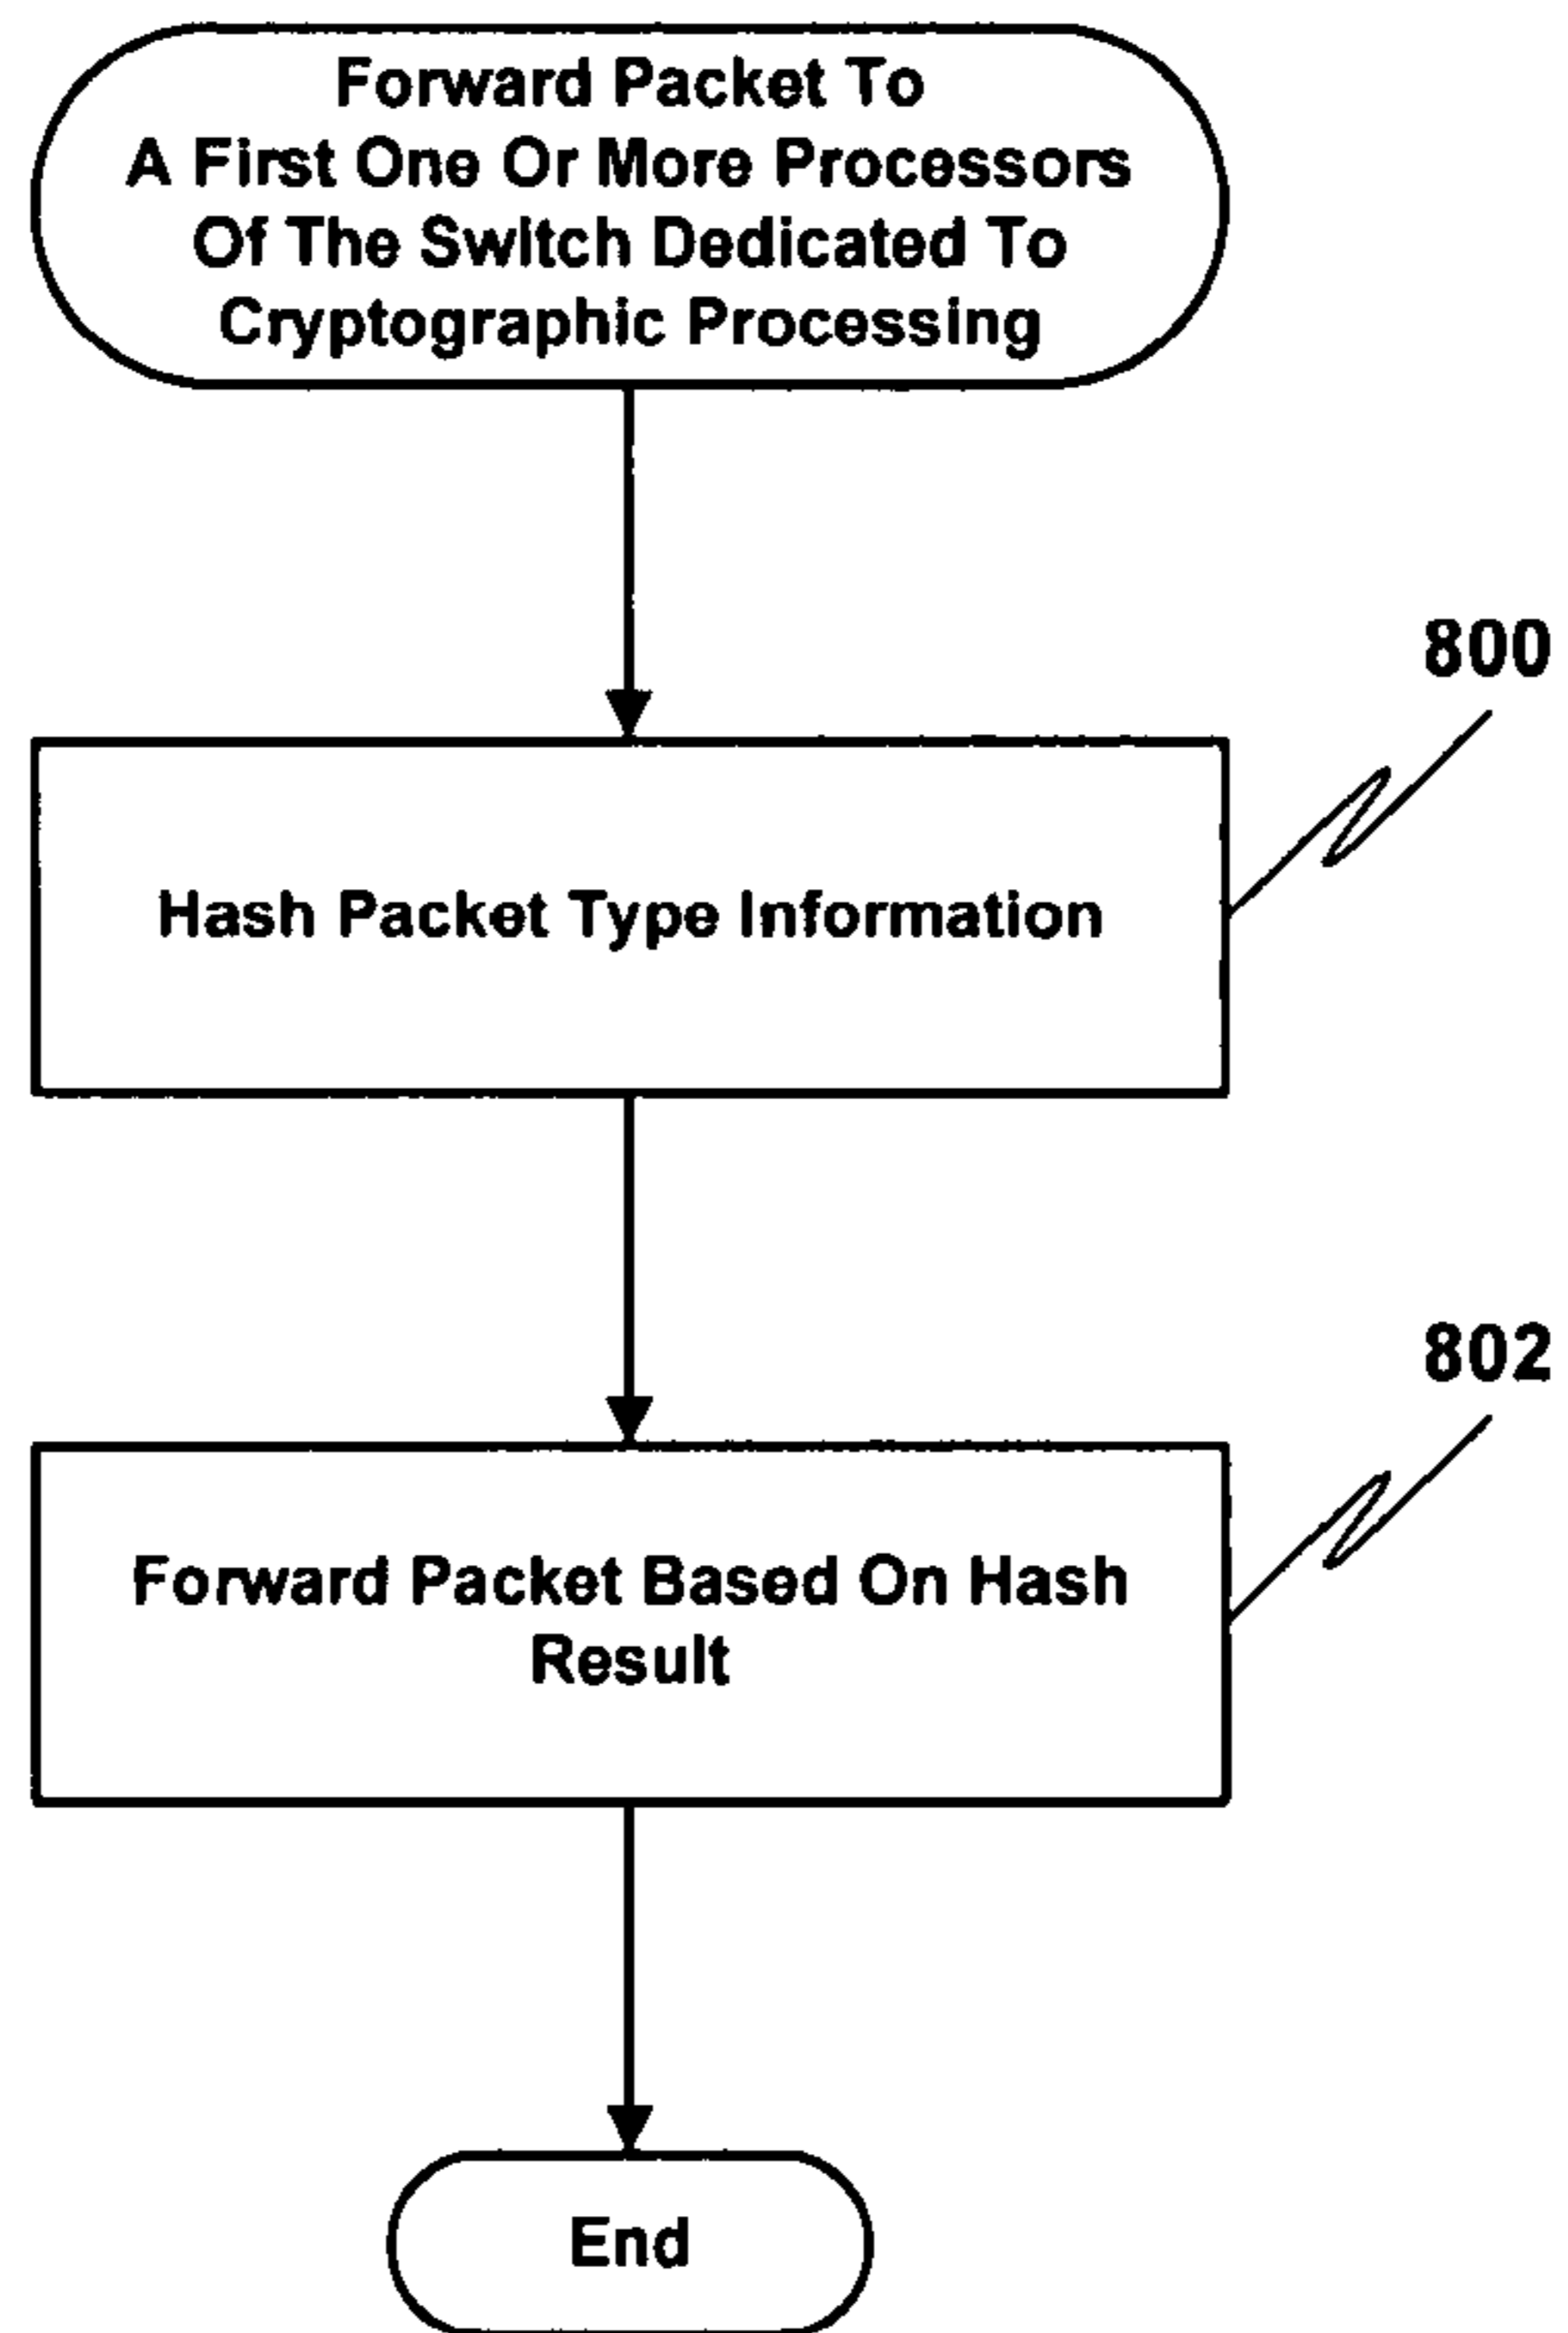 Forward Packet To
A First One Or More Processors
Of The Switch Dedicated To
Cryptographic Processing
800
Hash Packet Type Information
802
Forward Packet Based On Hash
Result
End